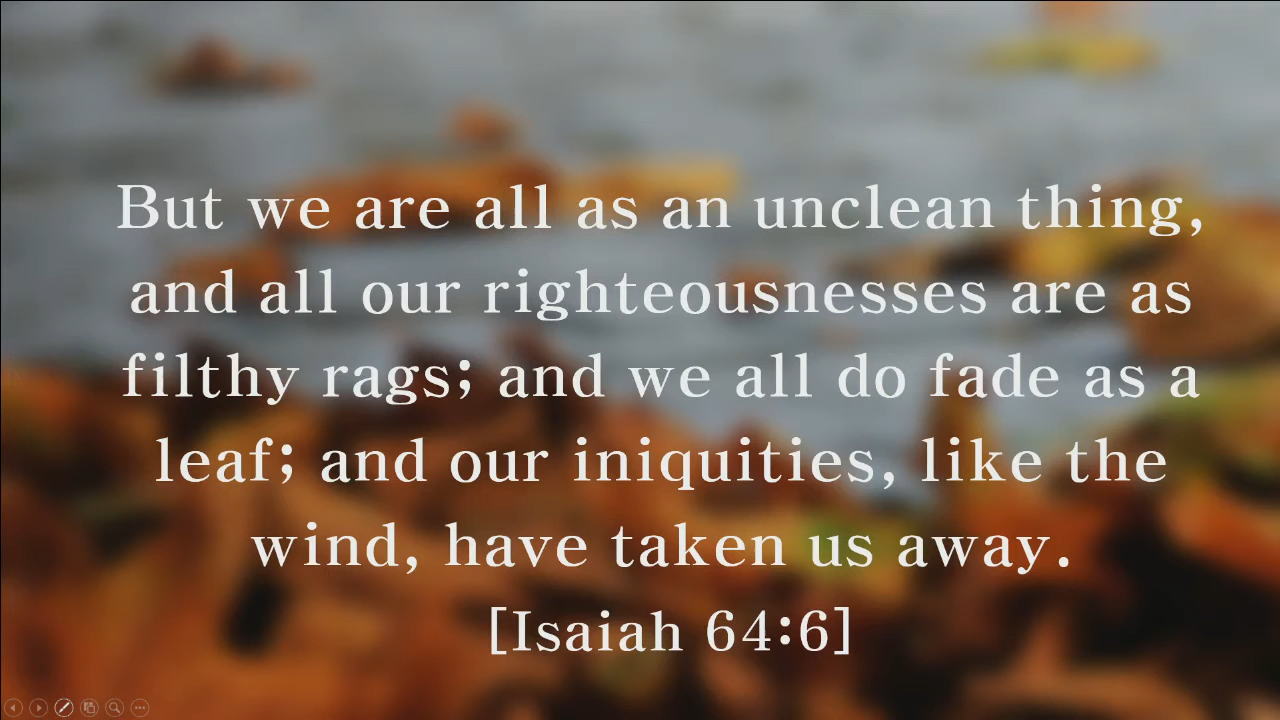 But we are all as an unclean thing,
and all our righteousnesses are as
filthy rags; and we all do fade as a
leaf; and our iniquities, like the
wind, have taken us away.
[Isaiah 64:6]